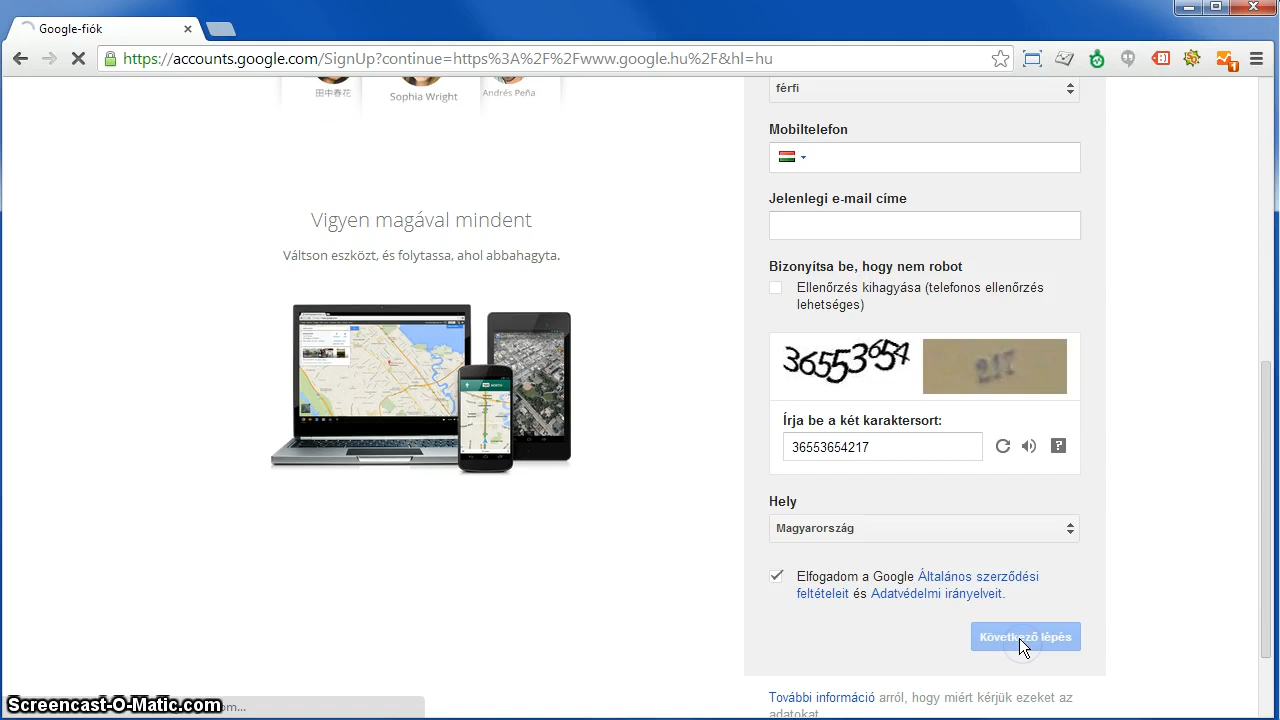 Google-fiók
https://accounts.google.com/SignUp?continue=https%3A%2F%2Fwww.google.hu%2F&hl=hu
1
田中春花
Sophia Wright
Andrés Peña
Vigyen magával mindent
Váltson eszközt, és folytassa, ahol abbahagyta.
férfi
Mobiltelefon
Jelenlegi e-mail címe
Bizonyítsa be, hogy nem robot
Ellenőrzés kihagyása (telefonos ellenőrzés
lehetséges)
36553654
217
Írja be a két karaktersort:
36553654217
Hely
Magyarország
Elfogadom a Google Általános szerződési
feltételeit és Adatvédelmi irányelveit.
Következő lépés
További információ arról, hogy miért kérjük ezeket az
adatokat.
Screencast-O-Matic.com